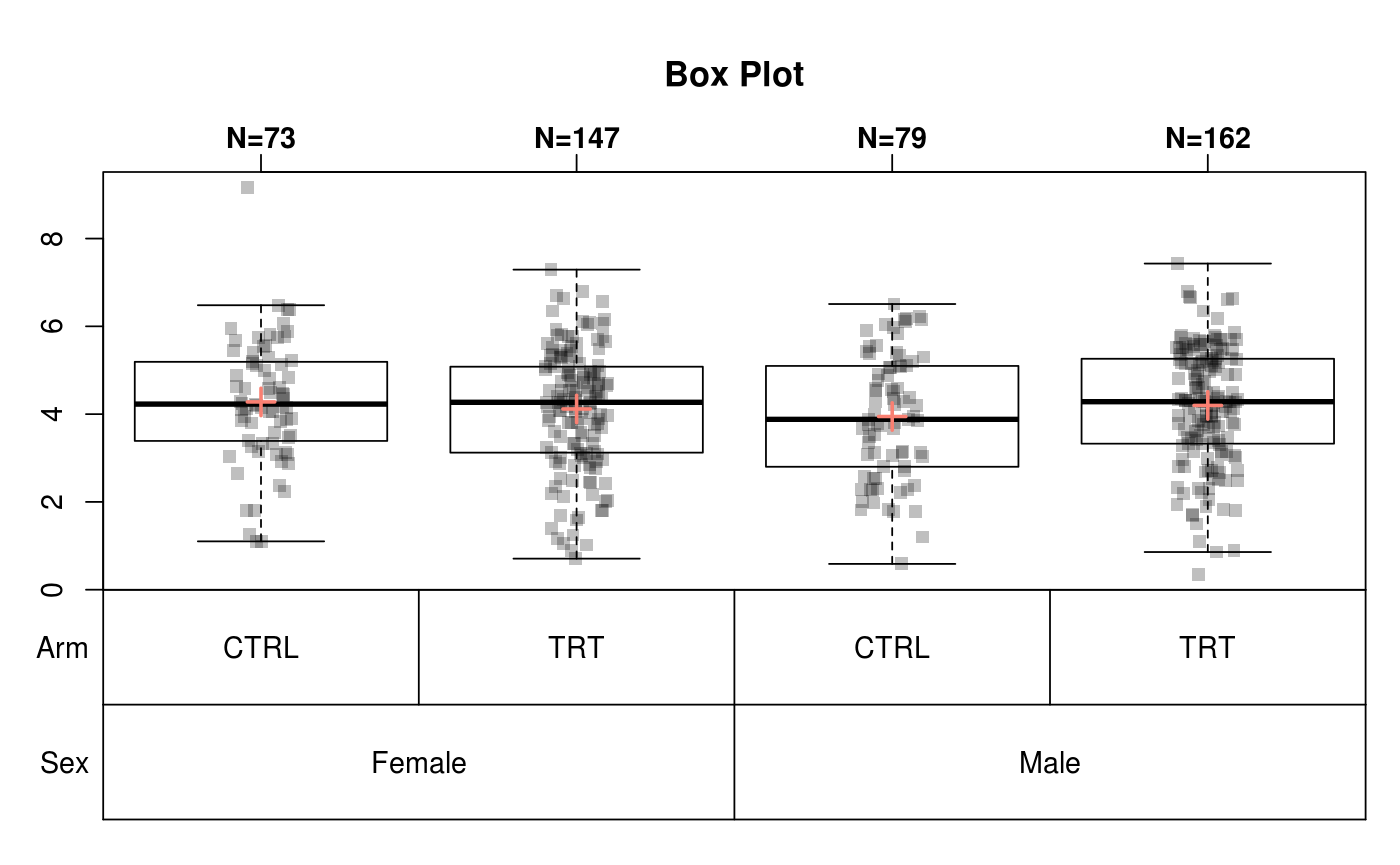 Box Plot
N=73 N=147 N=79 N=162
8
6
4
2
0
Arm CTRL TRT CTRL TRT
Sex Female Male